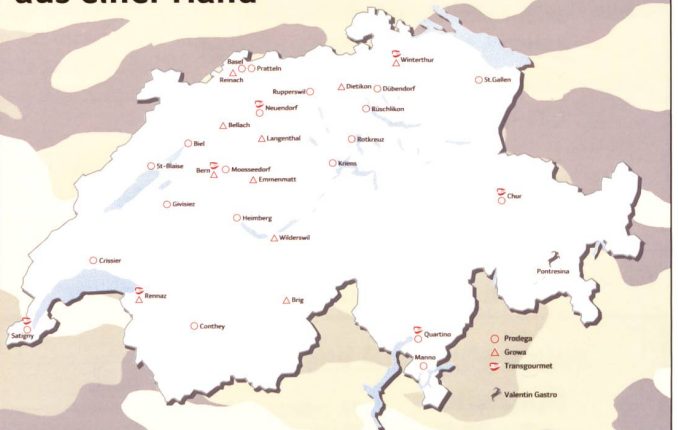 aus einer Hand
Basel
Pratteln
Reinach
Winterthur
St.Gallen
Rupperswil
Dietikon
Dübendorf
Neuendorf
Rüschlikon
Bellach
Langenthal
Rotkreuz
Biel
Kriens
St-Blaise
Bern
Moosseedorf
Emmenmatt
Chur
Givisiez
Heimberg
Wilderswil
Crissier
Pontresina
Rennaz
Brig
Satigny
Conthey
Quartino
Manno
Prodega
Growa
Transgourmet
Valentin Gastro